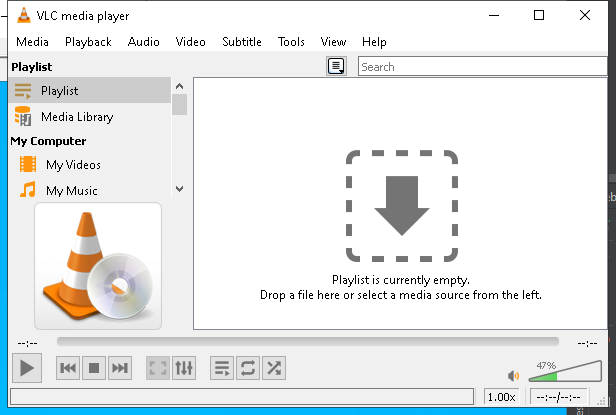 VLC media player
Media Playback Audio Video Subtitle Tools View Help
Playlist
Search
Playlist
Media Library
My Computer
My Videos
My Music
Playlist is currently empty.
Drop a file here or select a media source from the left.
--:-- --:--
47%
1.00x --:--/--:--